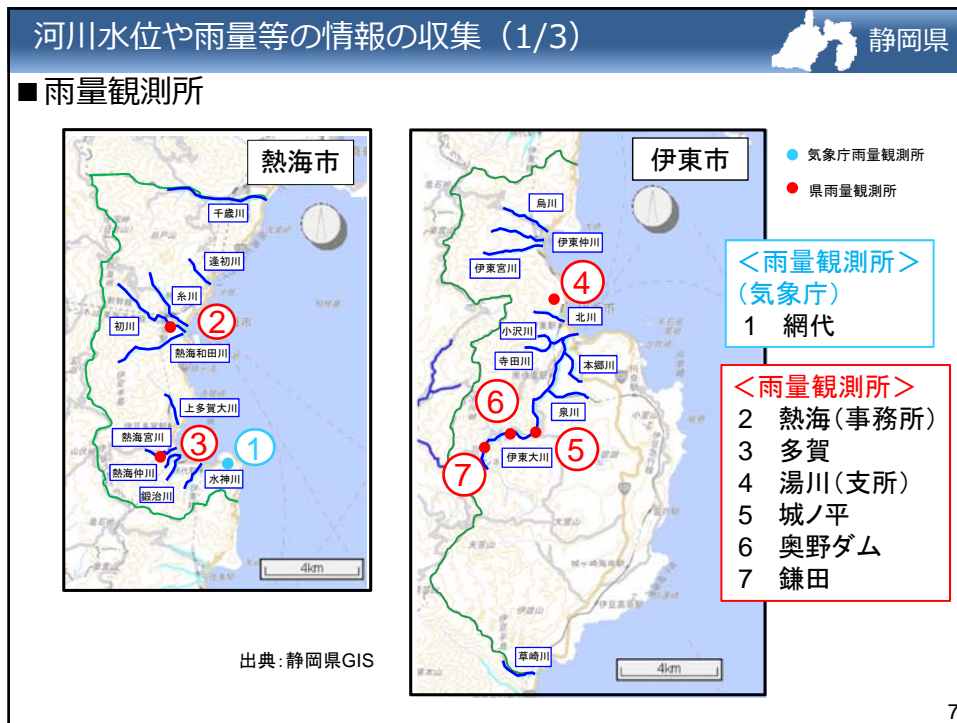 河川水位や雨量等の情報の収集（1/3）
静岡県
■雨量観測所
熱海市
千歳川
逢初川
糸川
初川
②
熱海和田川
上多賀大川
熱海宮川
③
①
熱海仲川
水神川
鍛治川
4km
出典：静岡県GIS
伊東市
烏川
伊東仲川
伊東宮川
④
北川
小沢川
寺田川
本郷川
⑥
泉川
⑤
伊東大川
⑦
草崎川
4km
気象庁雨量観測所
県雨量観測所
＜雨量観測所＞
（気象庁）
1 網代
＜雨量観測所＞
2 熱海（事務所）
3 多賀
4 湯川（支所）
5 城ノ平
6 奥野ダム
7 鎌田
7